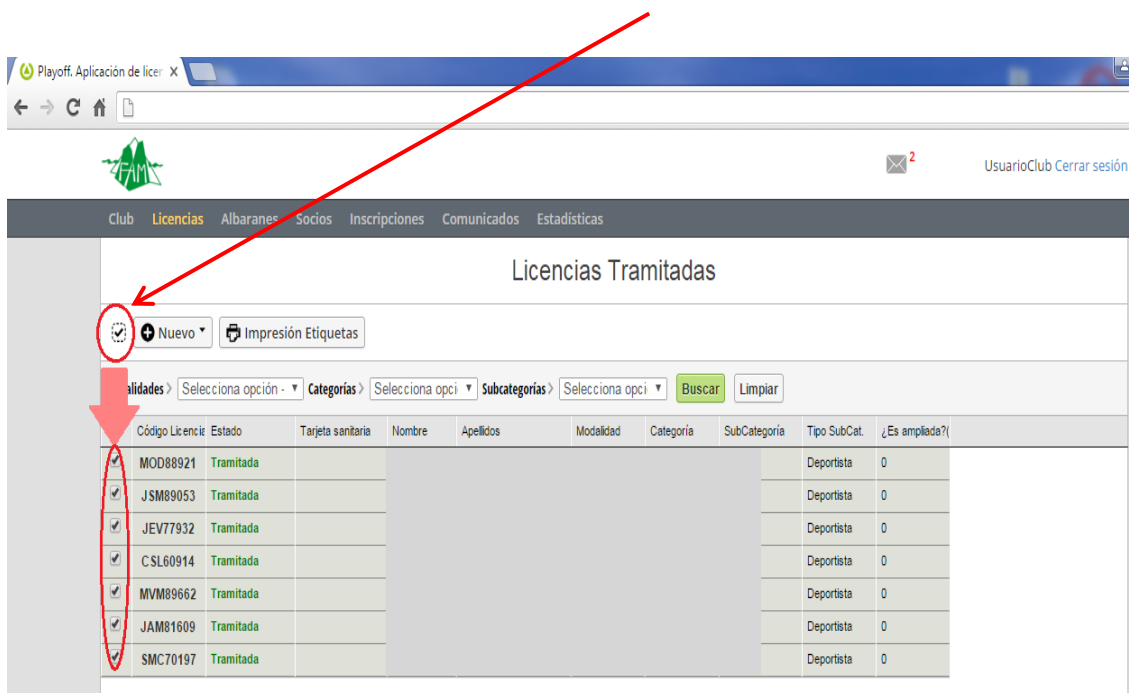 Playoff. Aplicación de licer x
FAM
2
UsuarioClub Cerrar sesión
Club Licencias Albaranes Socios Inscripciones Comunicados Estadísticas
Licencias Tramitadas
Nuevo Impresión Etiquetas
alidades Selecciona opción - Categorías Selecciona opci Subcategorías Selecciona opci Buscar Limpiar
Código Licencia Estado Tarjeta sanitaria Nombre Apellidos Modalidad Categoría SubCategoría Tipo SubCat. ¿Es ampliada?(
MOD88921 Tramitada Deportista 0
JSM89053 Tramitada Deportista 0
JEV77932 Tramitada Deportista 0
CSL60914 Tramitada Deportista 0
MVM89662 Tramitada Deportista 0
JAM81609 Tramitada Deportista 0
SMC70197 Tramitada Deportista 0